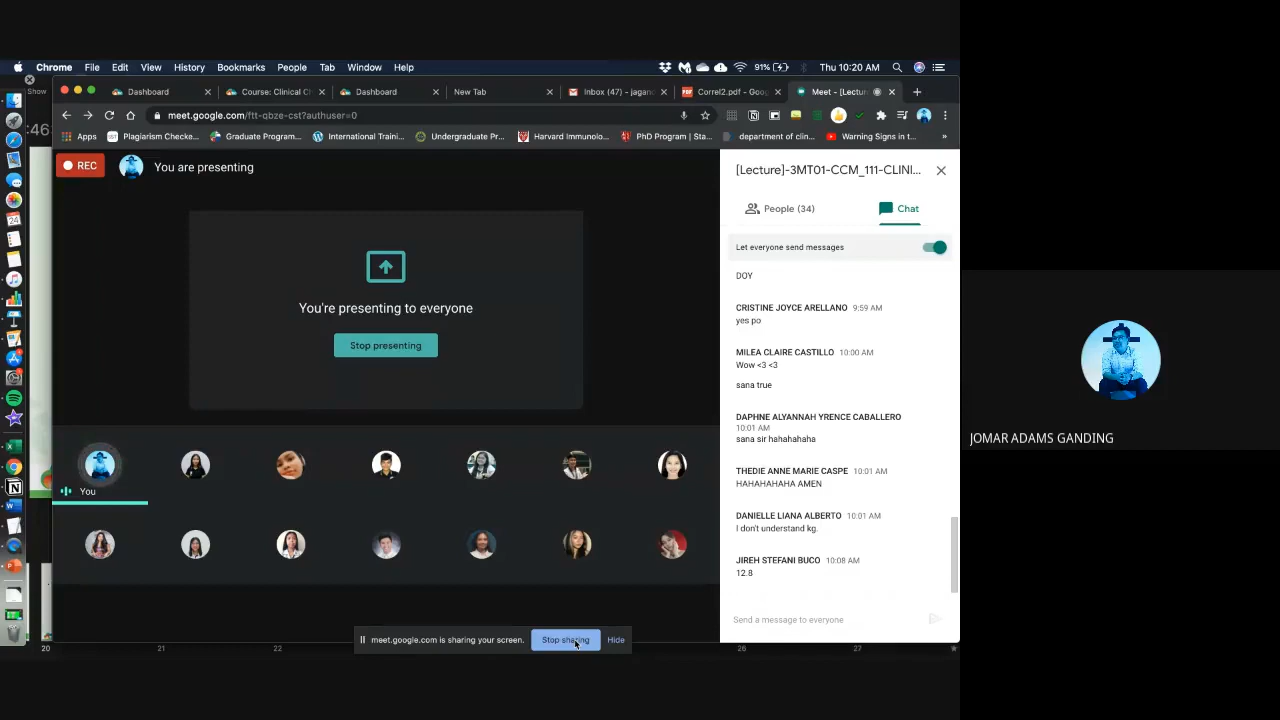 Chrome File Edit View History Bookmarks People Tab Window Help
91% Thu 10:20 AM
Show
Dashboard
Course: Clinical C
Dashboard
New Tab
Inbox (47) - jagan
Correl2.pdf - Goog
Meet - [Lectur
meet.google.com/ftt-qbze-cst?authuser=0
Apps
Plagiarism Checke...
Graduate Program...
International Traini...
Undergraduate Pr...
Harvard Immunolo...
PhD Program | Sta...
department of clin...
Warning Signs in t...
»
:46
REC
You are presenting
You're presenting to everyone
Stop presenting
You
[Lecture]-3MT01-CCM_111-CLINI...
People (34)
Chat
Let everyone send messages
DOY
CRISTINE JOYCE ARELLANO 9:59 AM
yes po
MILEA CLAIRE CASTILLO 10:00 AM
Wow <3 <3
sana true
DAPHNE ALYANNAH YRENCE CABALLERO
10:01 AM
sana sir hahahahaha
THEDIE ANNE MARIE CASPE 10:01 AM
HAHAHAHAHA AMEN
DANIELLE LIANA ALBERTO 10:01 AM
I don't understand kg.
JIREH STEFANI BUCO 10:08 AM
12.8
Send a message to everyone
meet.google.com is sharing your screen.
Stop sharing
Hide
20 21 22 26 27
JOMAR ADAMS GANDING